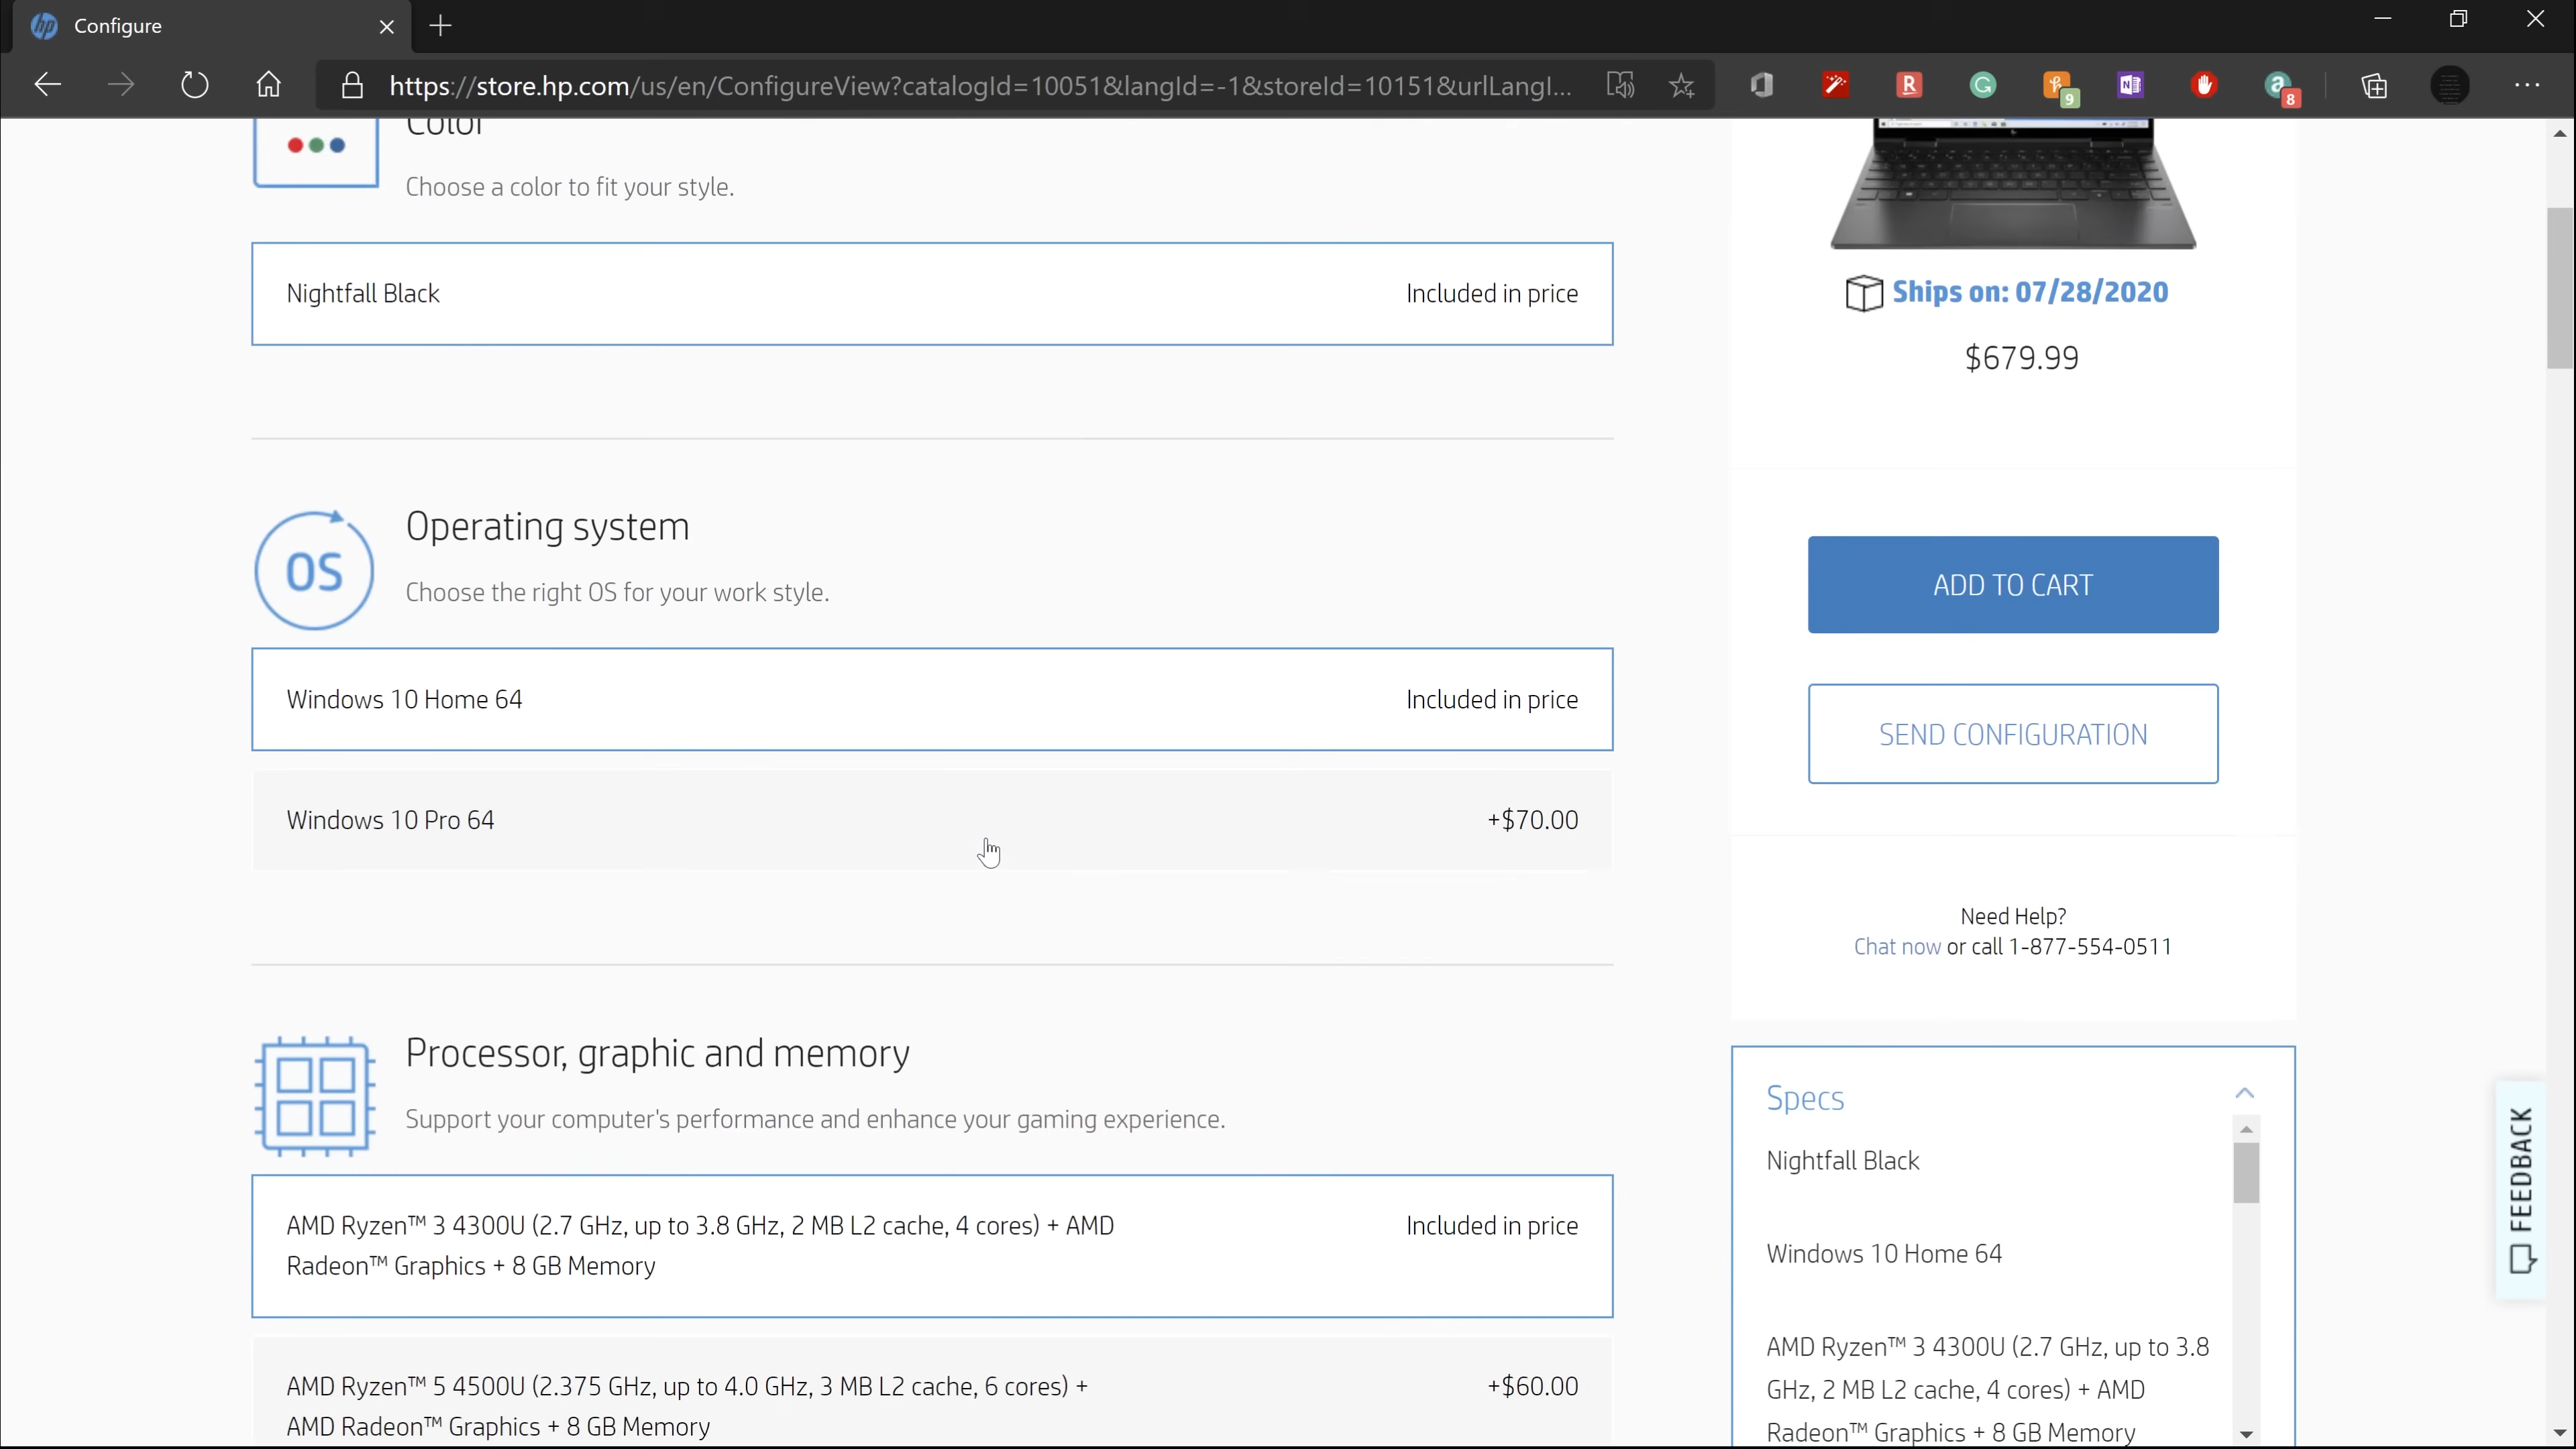 hp Configure
https://store.hp.com/us/en/ConfigureView?catalogId=10051&langId=-1&storeId=10151&urlLangI...
R
G
9
N
a
8
Color
Choose a color to fit your style.
Nightfall Black
Included in price
OS
Operating system
Choose the right OS for your work style.
Windows 10 Home 64
Included in price
Windows 10 Pro 64
+$70.00
Processor, graphic and memory
Support your computer's performance and enhance your gaming experience.
AMD Ryzen™ 3 4300U (2.7 GHz, up to 3.8 GHz, 2 MB L2 cache, 4 cores) + AMD
Radeon™ Graphics + 8 GB Memory
Included in price
AMD Ryzen™ 5 4500U (2.375 GHz, up to 4.0 GHz, 3 MB L2 cache, 6 cores) +
AMD Radeon™ Graphics + 8 GB Memory
+$60.00
Ships on: 07/28/2020
$679.99
ADD TO CART
SEND CONFIGURATION
Need Help?
Chat now or call 1-877-554-0511
Specs
Nightfall Black
Windows 10 Home 64
AMD Ryzen™ 3 4300U (2.7 GHz, up to 3.8
GHz, 2 MB L2 cache, 4 cores) + AMD
Radeon™ Graphics + 8 GB Memory
FEEDBACK